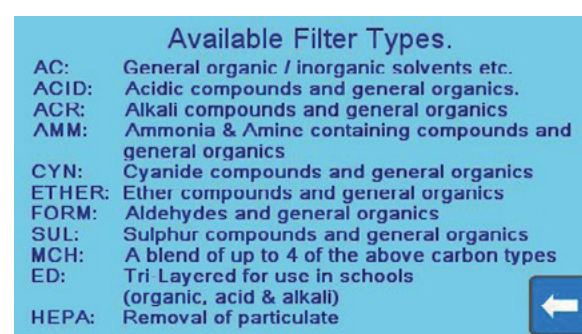 Available Filter Types.
AC: General organic / inorganic solvents etc.
ACID: Acidic compounds and general organics.
ACR: Alkali compounds and general organics
AMM: Ammonia & Amine containing compounds and
general organics
CYN: Cyanide compounds and general organics
ETHER: Ether compounds and general organics
FORM: Aldehydes and general organics
SUL: Sulphur compounds and general organics
MCH: A blend of up to 4 of the above carbon types
ED: Tri-Layered for use in schools
(organic, acid & alkali)
HEPA: Removal of particulate